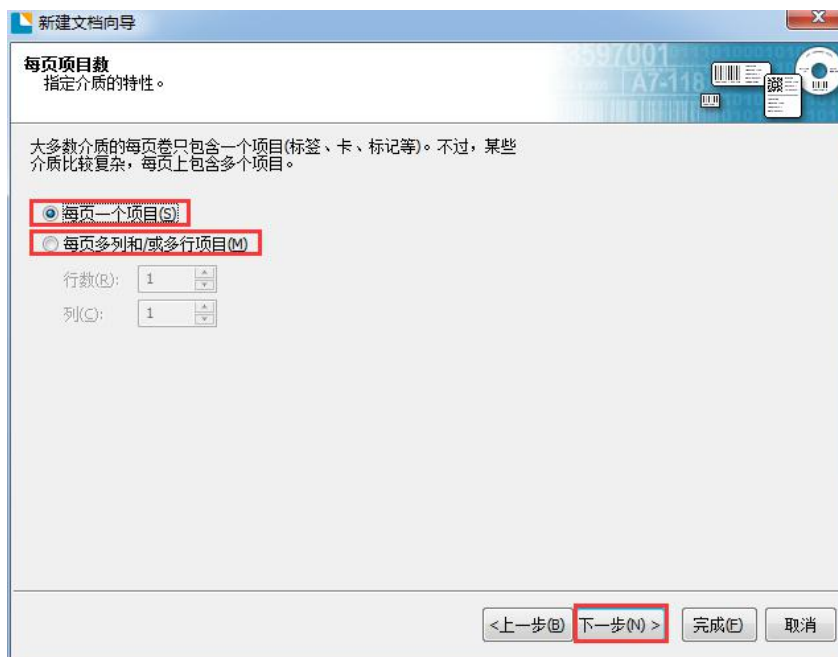 新建文档向导
每页项目数
指定介质的特性。
3597001
A7-118
大多数介质的每页卷只包含一个项目(标签、卡、标记等)。不过，某些
介质比较复杂，每页上包含多个项目。
每页一个项目(S)
每页多列和/或多行项目(M)
行数(R): 1
列(C): 1
<上一步(B) 下一步(N) > 完成(F) 取消